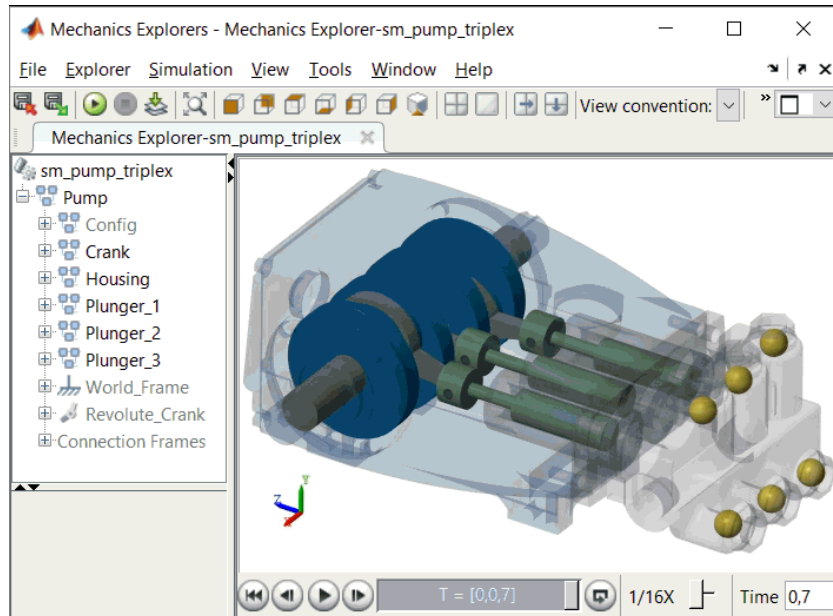 Mechanics Explorers - Mechanics Explorer-sm_pump_triplex
File Explorer Simulation View Tools Window Help
View convention: »
Mechanics Explorer-sm_pump_triplex
sm_pump_triplex
Pump
Config
Crank
Housing
Plunger_1
Plunger_2
Plunger_3
World_Frame
Revolute_Crank
Connection Frames
Y
Z
X
T = [0,0,7] 1/16X Time 0,7